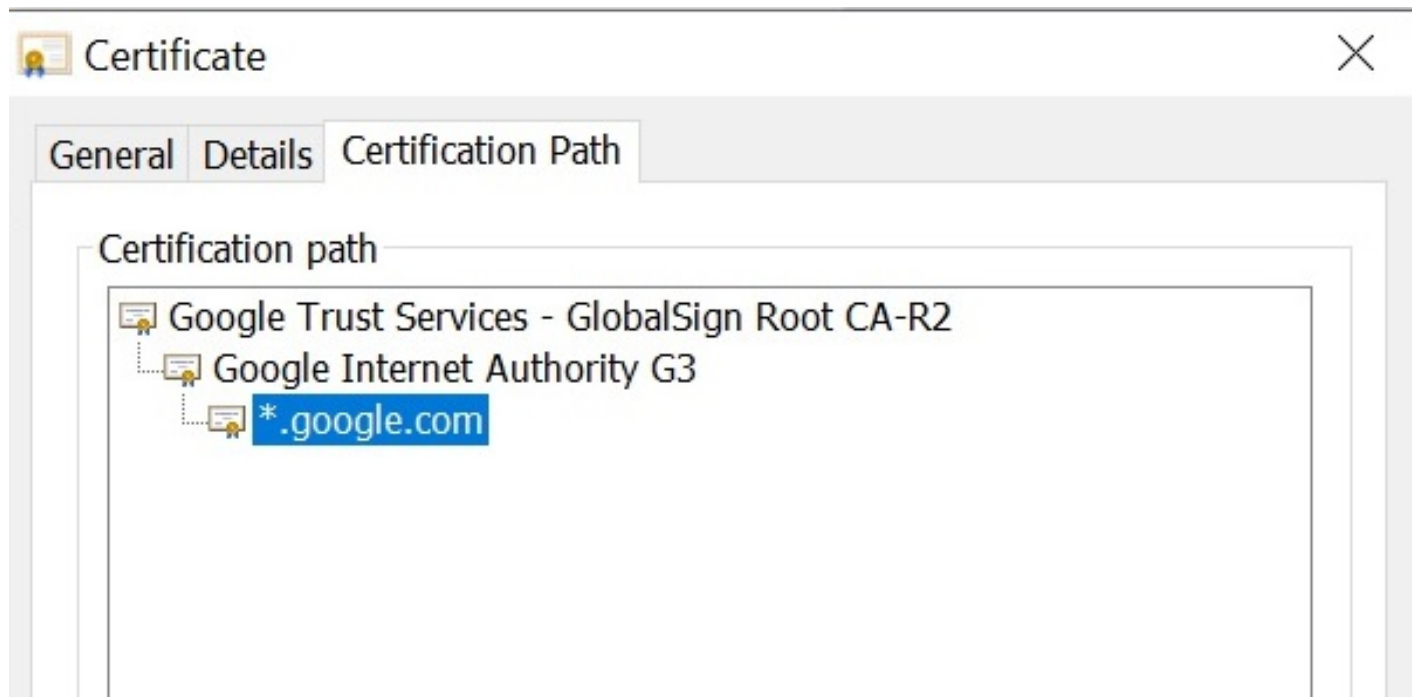 Certificate
General Details Certification Path
Certification path
Google Trust Services - GlobalSign Root CA-R2
Google Internet Authority G3
*.google.com